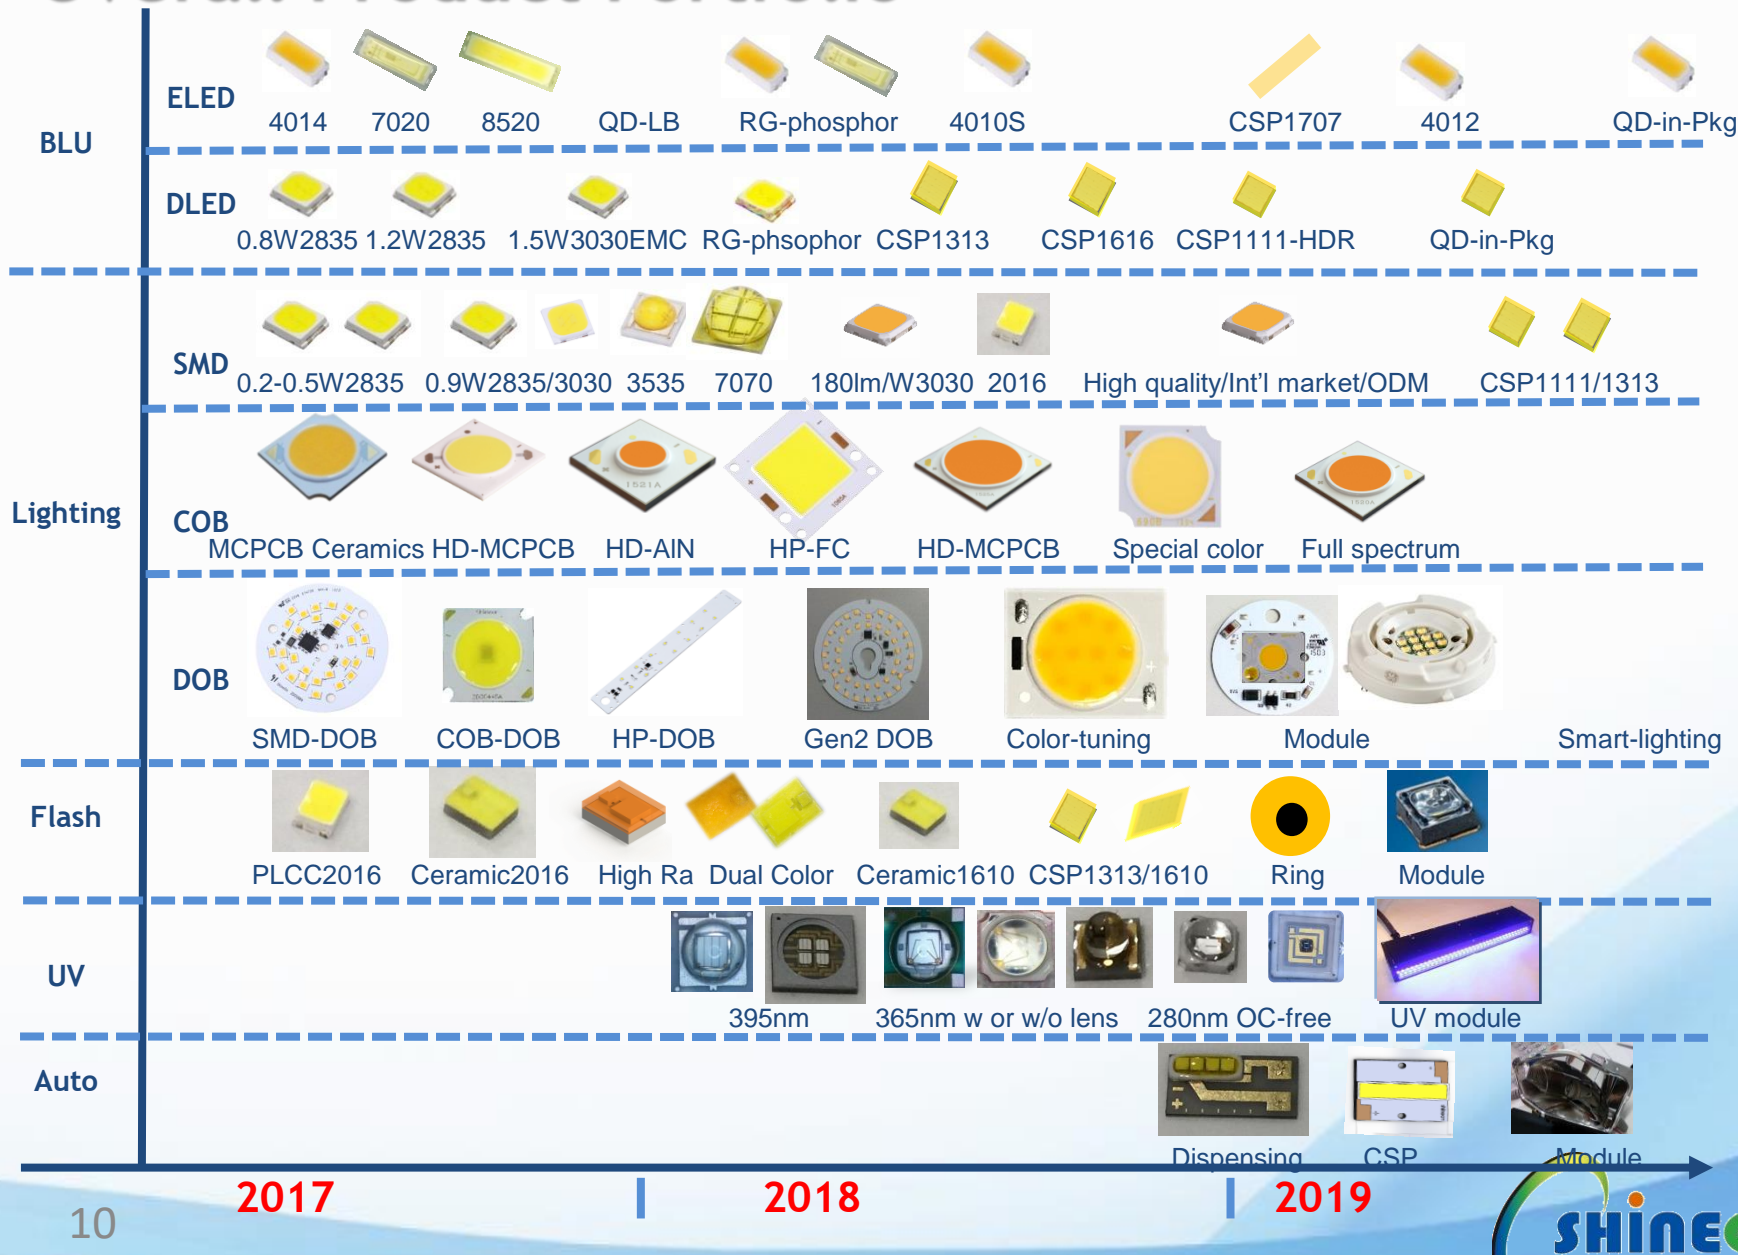 Overall Product Portfolio
BLU
ELED
4014 7020 8520 QD-LB RG-phosphor 4010S CSP1707 4012 QD-in-Pkg
DLED
0.8W2835 1.2W2835 1.5W3030EMC RG-phsophor CSP1313 CSP1616 CSP1111-HDR QD-in-Pkg
Lighting
SMD
0.2-0.5W2835 0.9W2835/3030 3535 7070 180lm/W3030 2016 High quality/Int'l market/ODM CSP1111/1313
COB
MCPCB Ceramics HD-MCPCB HD-AlN HP-FC HD-MCPCB Special color Full spectrum
DOB
SMD-DOB COB-DOB HP-DOB Gen2 DOB Color-tuning Module Smart-lighting
Flash
PLCC2016 Ceramic2016 High Ra Dual Color Ceramic1610 CSP1313/1610 Ring Module
UV
395nm 365nm w or w/o lens 280nm OC-free UV module
Auto
Dispensing CSP Module
2017 2018 2019
10
SHINE